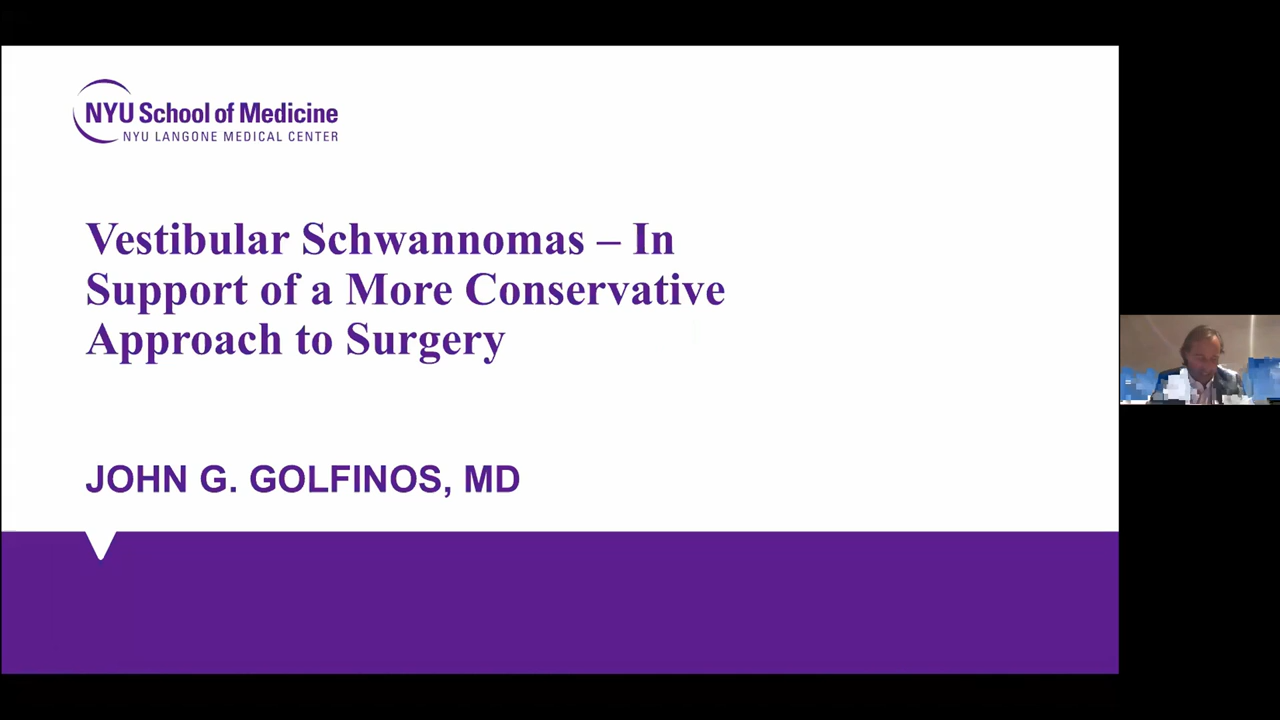 NYU School of Medicine
NYU LANGONE MEDICAL CENTER
Vestibular Schwannomas – In
Support of a More Conservative
Approach to Surgery
JOHN G. GOLFINOS, MD